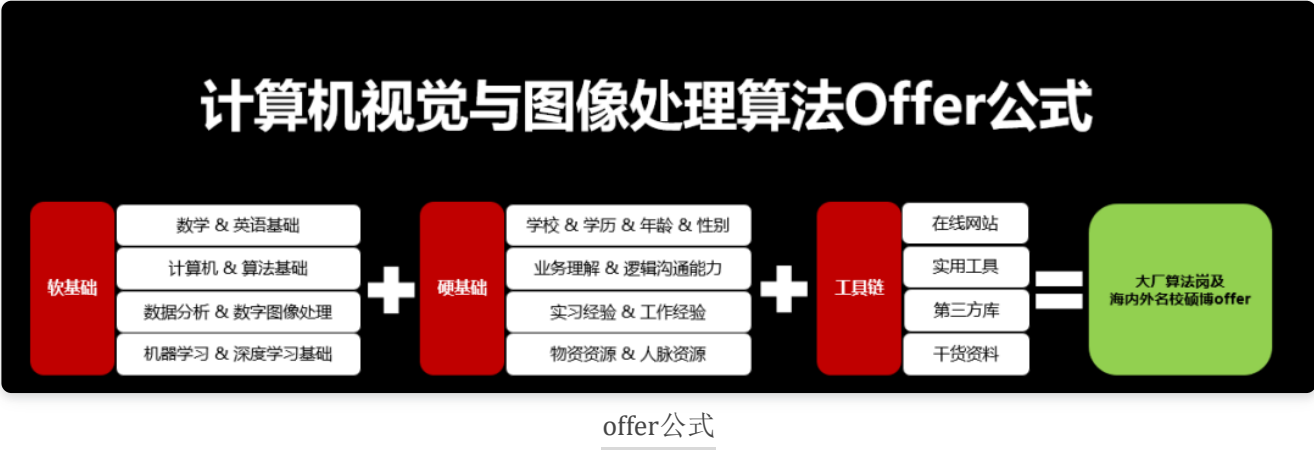 计算机视觉与图像处理算法Offer公式
软基础
数学 & 英语基础
计算机 & 算法基础
数据分析 & 数字图像处理
机器学习 & 深度学习基础
+
硬基础
学校 & 学历 & 年龄 & 性别
业务理解 & 逻辑沟通能力
实习经验 & 工作经验
物资资源 & 人脉资源
+
工具链
在线网站
实用工具
第三方库
干货资料
=
大厂算法岗及
海内外名校硕博offer
offer公式